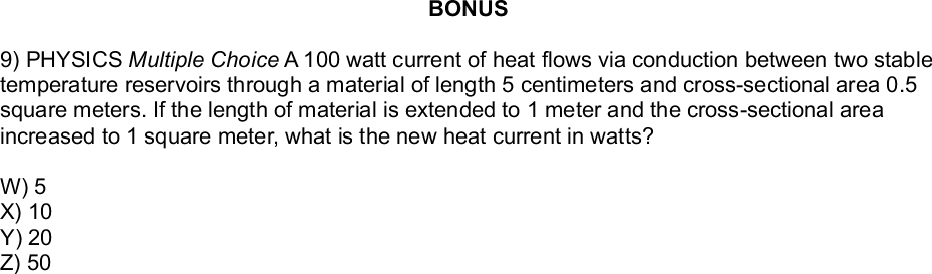 BONUS
9) PHYSICS Multiple Choice A 100 watt current of heat flows via conduction between two stable
temperature reservoirs through a material of length 5 centimeters and cross-sectional area 0.5
square meters. If the length of material is extended to 1 meter and the cross-sectional area
increased to 1 square meter, what is the new heat current in watts?
W) 5
X) 10
Y) 20
Z) 50